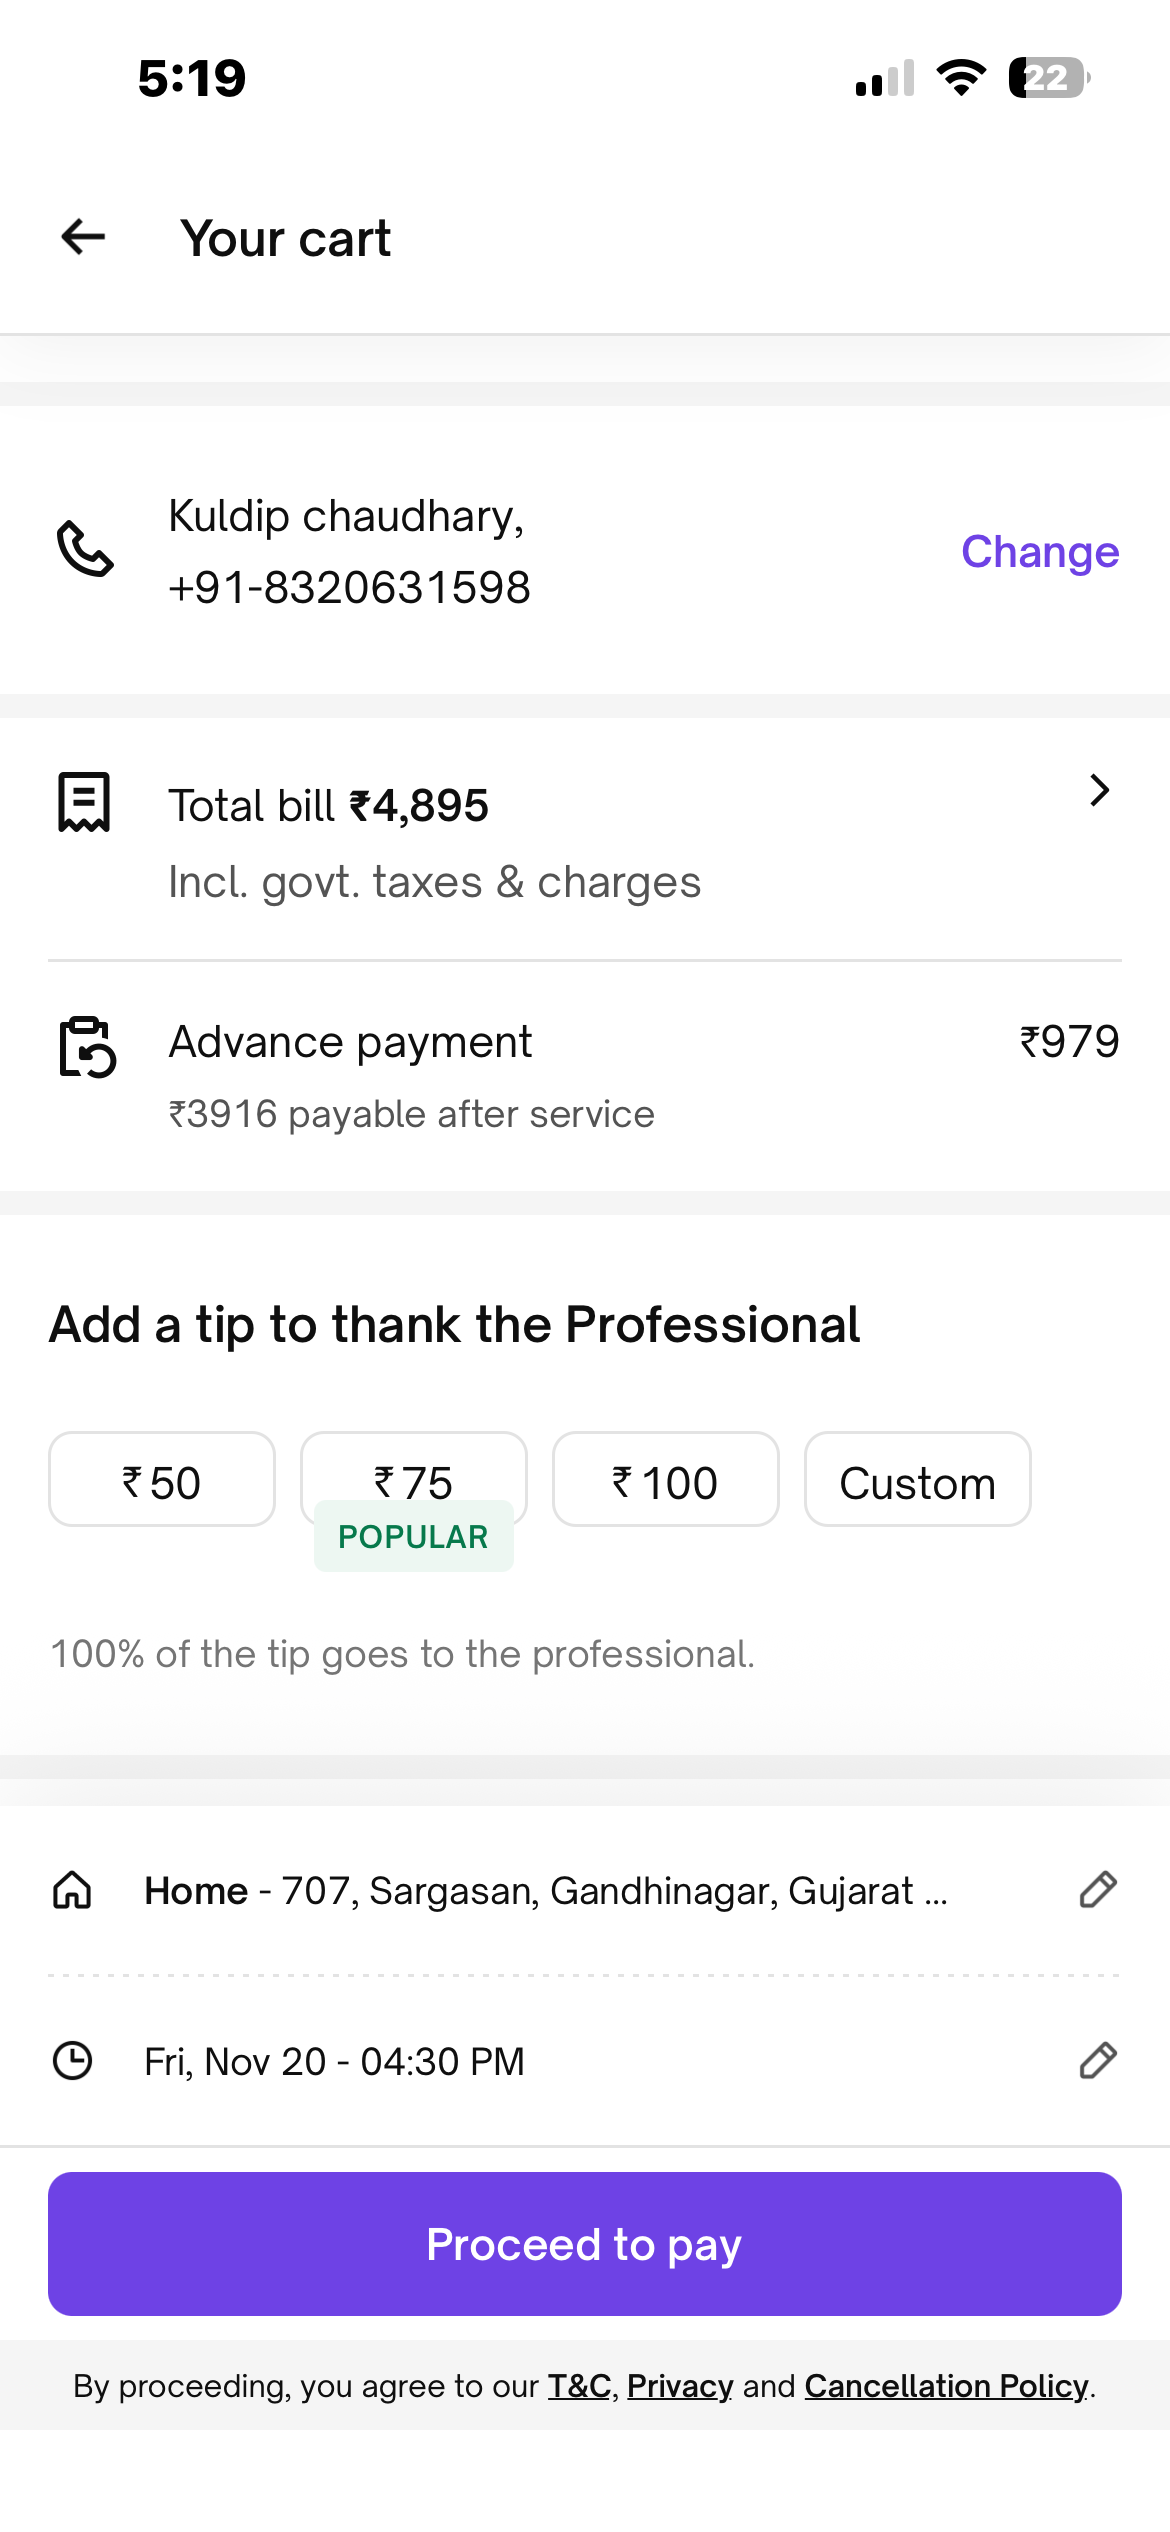 5:19
22
Your cart
Kuldip chaudhary,
+91-8320631598
Change
Total bill ₹4,895
Incl. govt. taxes & charges
Advance payment
₹979
₹3916 payable after service
Add a tip to thank the Professional
₹50
₹75
₹100
Custom
POPULAR
100% of the tip goes to the professional.
Home - 707, Sargasan, Gandhinagar, Gujarat ...
Fri, Nov 20 - 04:30 PM
Proceed to pay
By proceeding, you agree to our T&C, Privacy and Cancellation Policy.